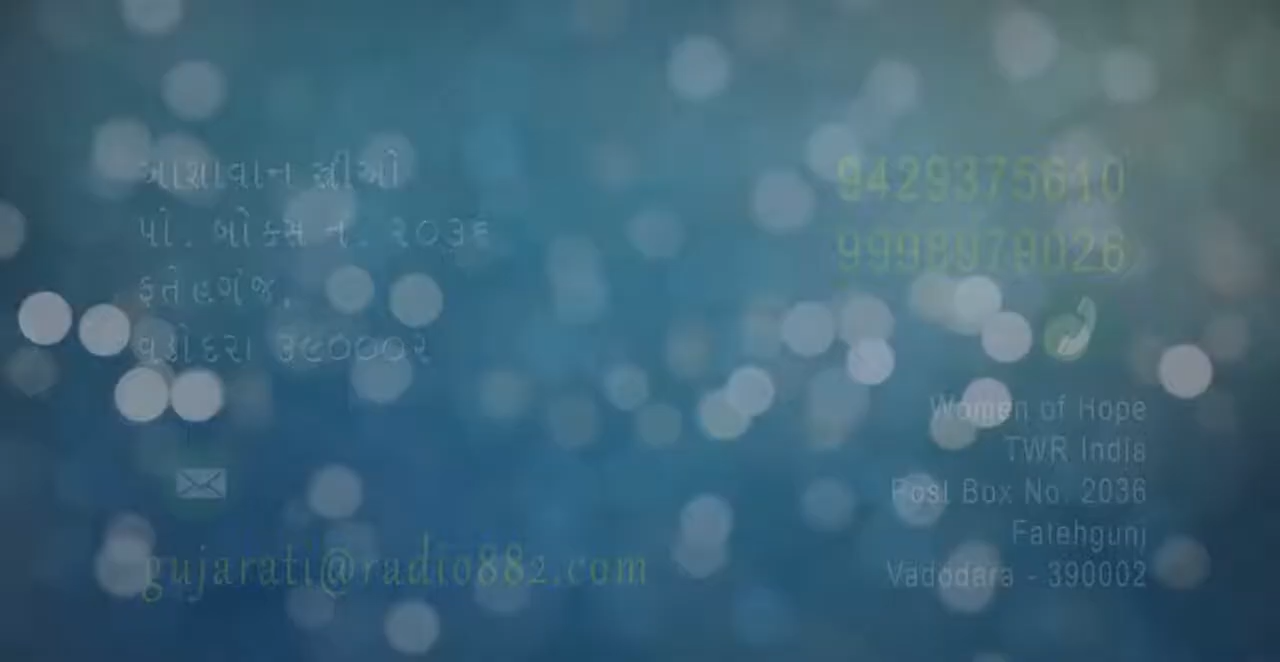 આશાવાન સ્ત્રીઓ
પો. બોક્સ નં. ૨૦૩૬
ફતેહગંજ,
વડોદરા ૩૯૦૦૦૨
gujarati@radio882.com
9429375610
9998979026
Women of Hope
TWR India
Post Box No. 2036
Fatehgunj
Vadodara - 390002